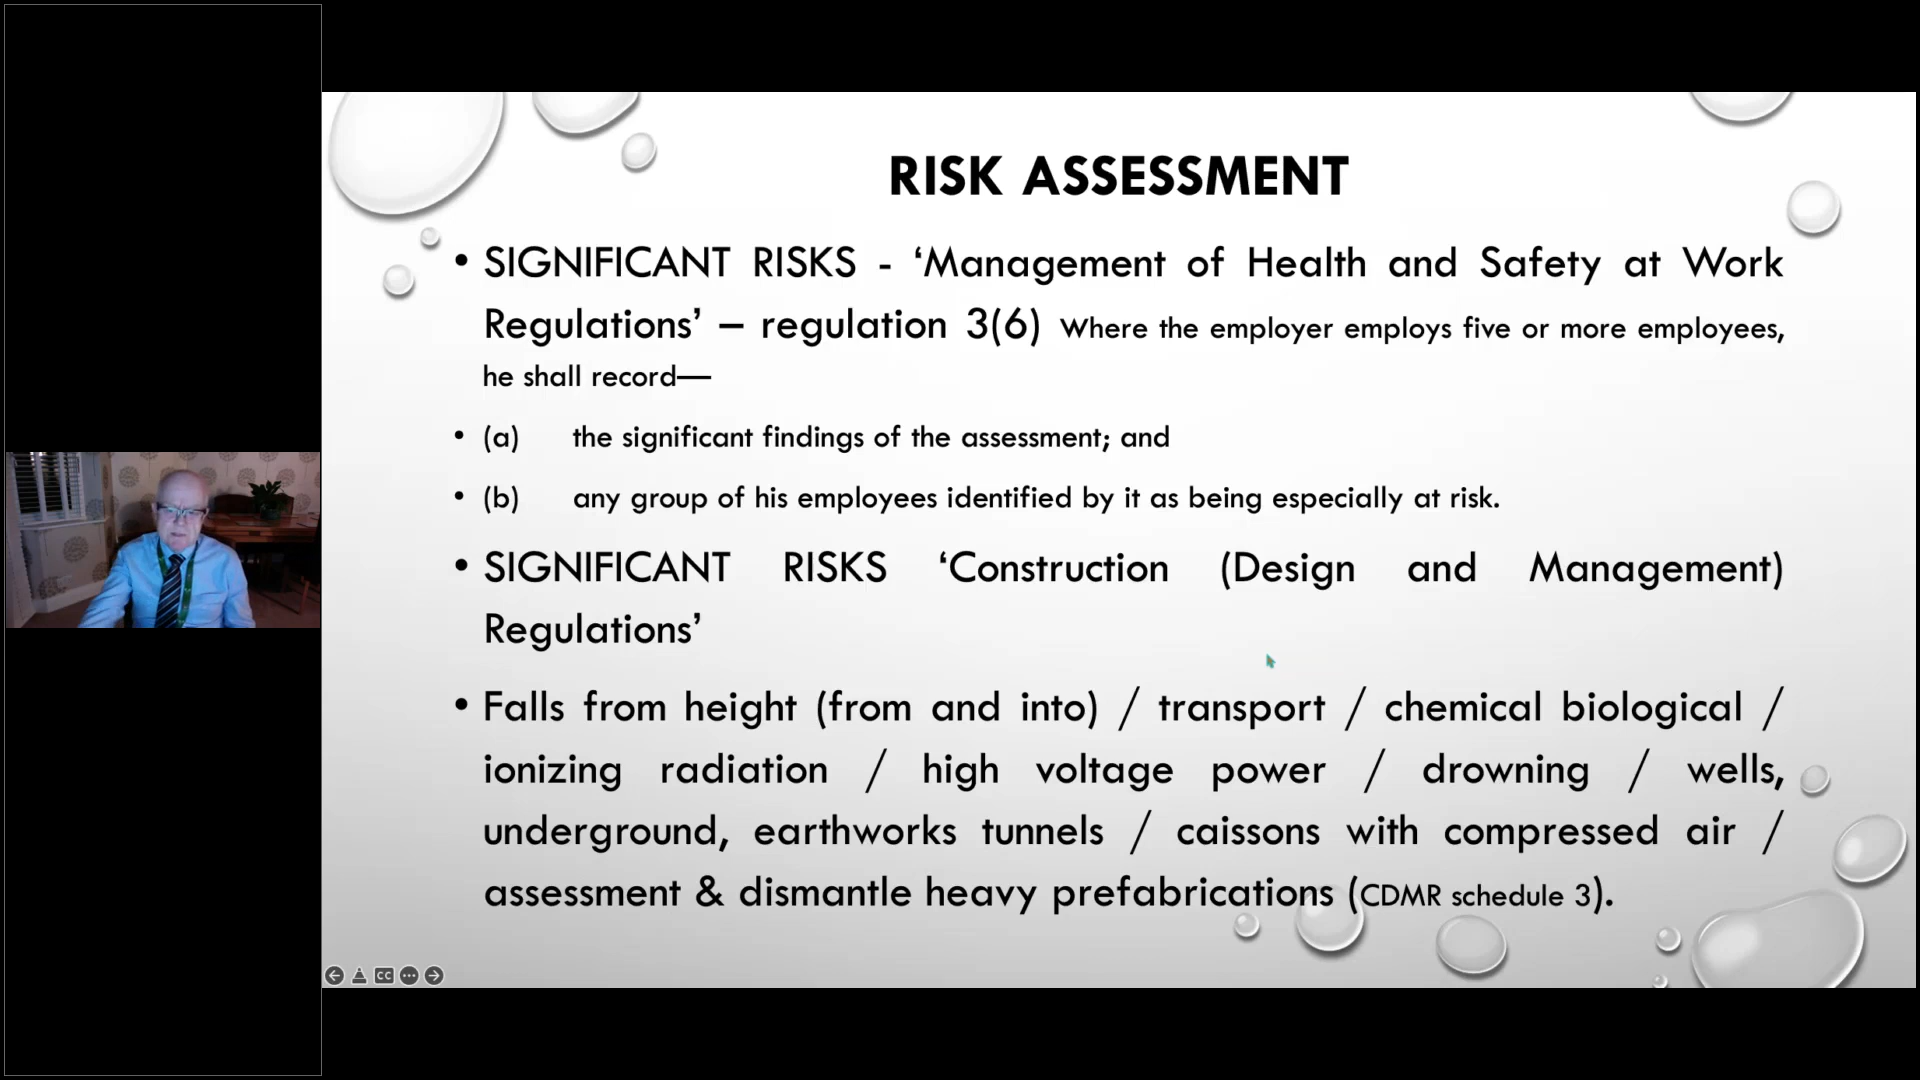 RISK ASSESSMENT
• SIGNIFICANT RISKS - ‘Management of Health and Safety at Work
Regulations’ – regulation 3(6) Where the employer employs five or more employees,
he shall record—
• (a) the significant findings of the assessment; and
• (b) any group of his employees identified by it as being especially at risk.
• SIGNIFICANT RISKS ‘Construction (Design and Management)
Regulations’
• Falls from height (from and into) / transport / chemical biological /
ionizing radiation / high voltage power / drowning / wells,
underground, earthworks tunnels / caissons with compressed air /
assessment & dismantle heavy prefabrications (CDMR schedule 3).
CC